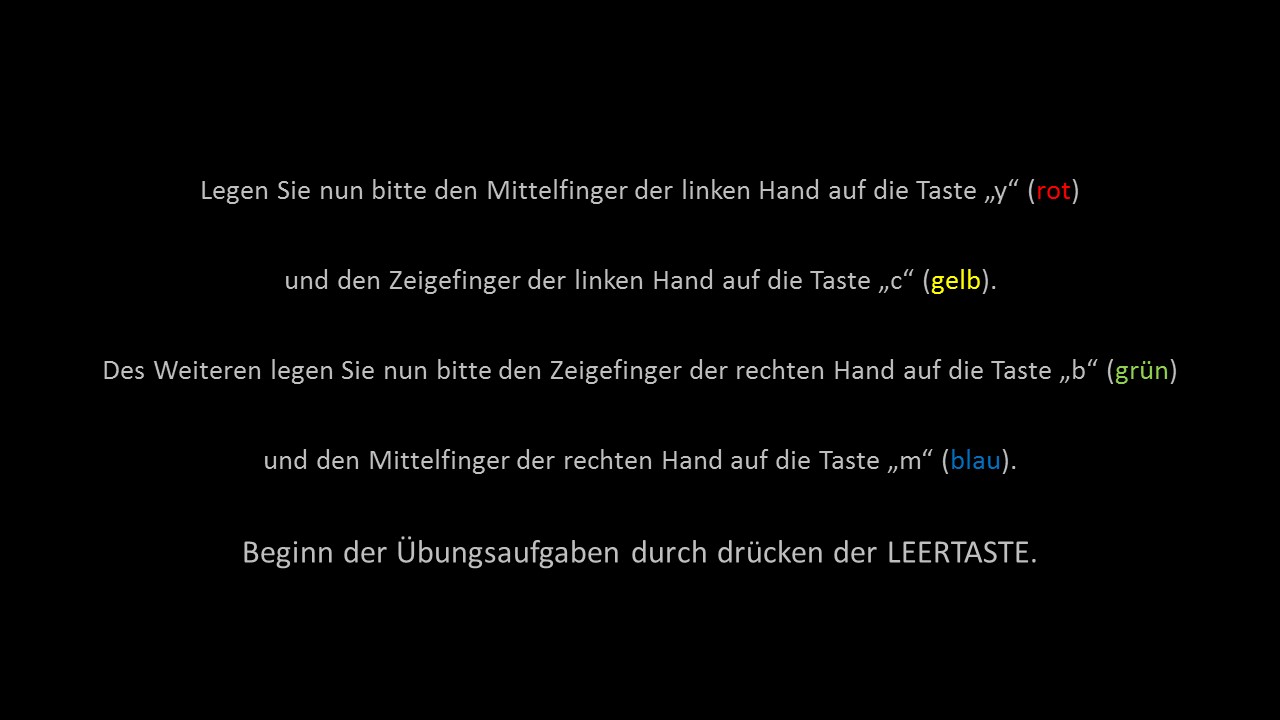 Legen Sie nun bitte den Mittelfinger der linken Hand auf die Taste „y“ (rot)
und den Zeigefinger der linken Hand auf die Taste „c“ (gelb).
Des Weiteren legen Sie nun bitte den Zeigefinger der rechten Hand auf die Taste „b“ (grün)
und den Mittelfinger der rechten Hand auf die Taste „m“ (blau).
Beginn der Übungsaufgaben durch drücken der LEERTASTE.